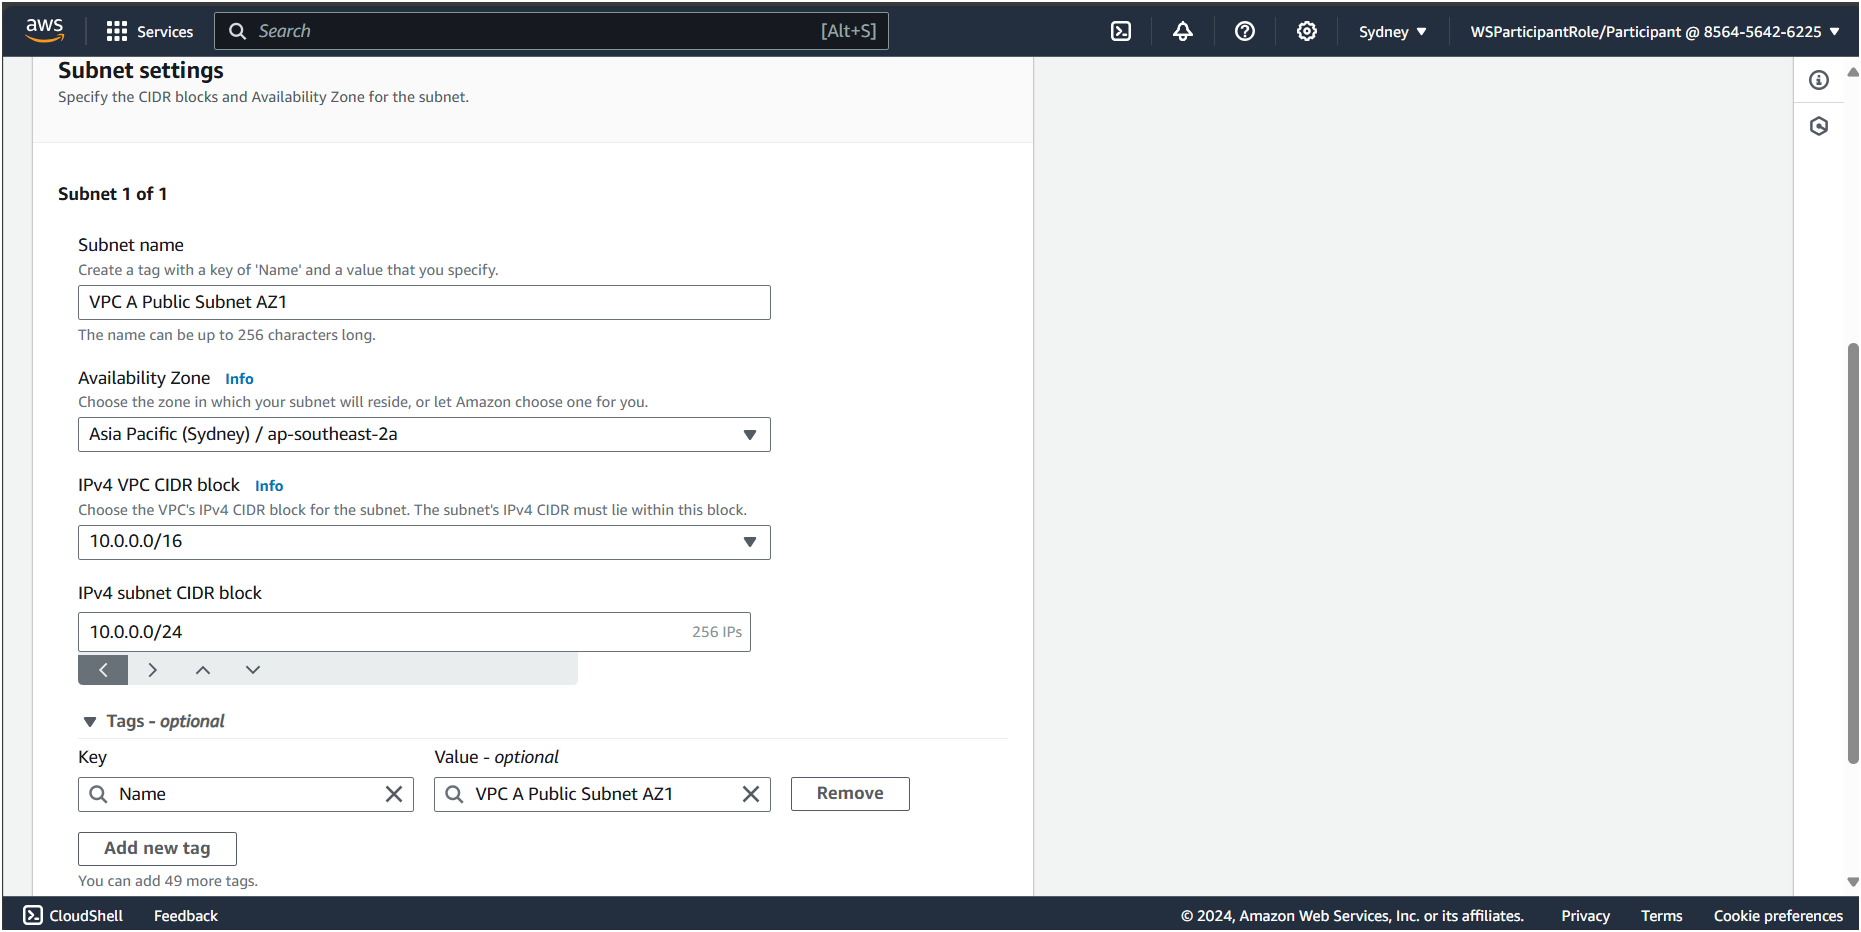 aws Services Search [Alt+S] Sydney WSParticipantRole/Participant @ 8564-5642-6225
Subnet settings
Specify the CIDR blocks and Availability Zone for the subnet.
Subnet 1 of 1
Subnet name
Create a tag with a key of 'Name' and a value that you specify.
VPC A Public Subnet AZ1
The name can be up to 256 characters long.
Availability Zone Info
Choose the zone in which your subnet will reside, or let Amazon choose one for you.
Asia Pacific (Sydney) / ap-southeast-2a
IPv4 VPC CIDR block Info
Choose the VPC's IPv4 CIDR block for the subnet. The subnet's IPv4 CIDR must lie within this block.
10.0.0.0/16
IPv4 subnet CIDR block
10.0.0.0/24 256 IPs
Tags - optional
Key Value - optional
Name VPC A Public Subnet AZ1 Remove
Add new tag
You can add 49 more tags.
CloudShell Feedback © 2024, Amazon Web Services, Inc. or its affiliates. Privacy Terms Cookie preferences